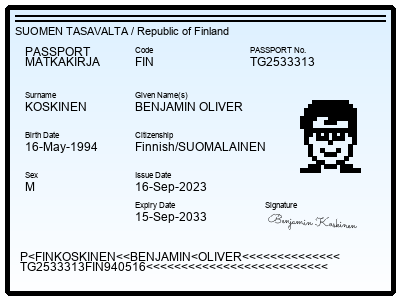 SUOMEN TASAVALTA / Republic of Finland
PASSPORT
MATKAKIRJA
Code
FIN
PASSPORT No.
TG2533313
Surname
KOSKINEN
Given Name(s)
BENJAMIN OLIVER
Birth Date
16-May-1994
Citizenship
Finnish/SUOMALAINEN
Sex
M
Issue Date
16-Sep-2023
Expiry Date
15-Sep-2033
Signature
Benjamin Koskinen
P<FINKOSKINEN<<BENJAMIN<OLIVER<<<<<<<<<<<<<<
TG2533313FIN940516<<<<<<<<<<<<<<<<<<<<<<<<<<